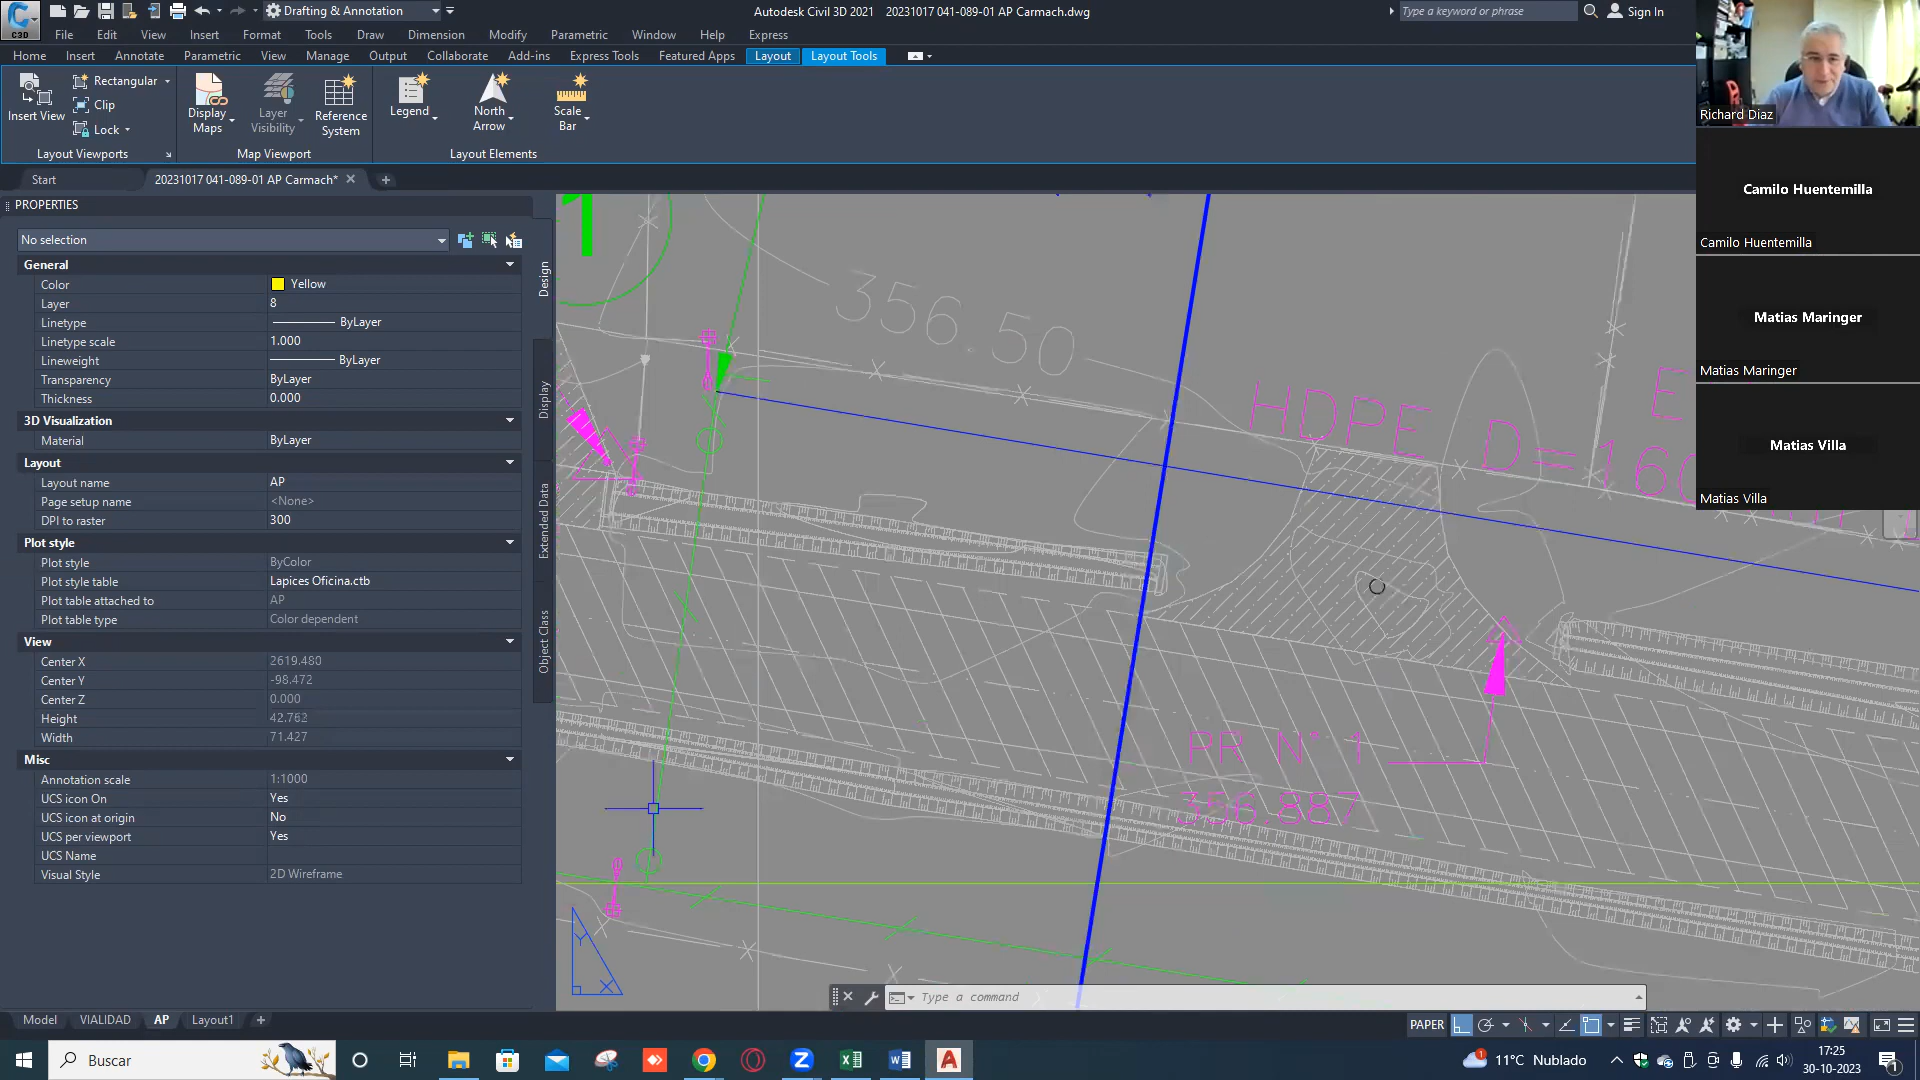 Drafting & Annotation
Autodesk Civil 3D 2021 20231017 041-089-01 AP Carmach.dwg
Type a keyword or phrase
Sign In
C3D
File Edit View Insert Format Tools Draw Dimension Modify Parametric Window Help Express
Home Insert Annotate Parametric View Manage Output Collaborate Add-ins Express Tools Featured Apps Layout Layout Tools
Insert View
Rectangular
Clip
Lock
Layout Viewports
Display Maps
Layer Visibility
Reference System
Map Viewport
Legend
North Arrow
Scale Bar
Layout Elements
Start
20231017 041-089-01 AP Carmach*
PROPERTIES
No selection
General
Color Yellow
Layer 8
Linetype ByLayer
Linetype scale 1.000
Lineweight ByLayer
Transparency ByLayer
Thickness 0.000
3D Visualization
Material ByLayer
Layout
Layout name AP
Page setup name <None>
DPI to raster 300
Plot style
Plot style ByColor
Plot style table Lapices Oficina.ctb
Plot table attached to AP
Plot table type Color dependent
View
Center X 2619.480
Center Y -98.472
Center Z 0.000
Height 42.762
Width 71.427
Misc
Annotation scale 1:1000
UCS icon On Yes
UCS icon at origin No
UCS per viewport Yes
UCS Name
Visual Style 2D Wireframe
Design
Display
Extended Data
Object Class
1
356.50
HDPE D=160
E
PR N°1
356.887
Y
X
Richard Diaz
Camilo Huentemilla
Camilo Huentemilla
Matias Maringer
Matias Maringer
Matias Villa
Matias Villa
Type a command
Model VIALIDAD AP Layout1
PAPER
Buscar
11°C Nublado
17:25
30-10-2023